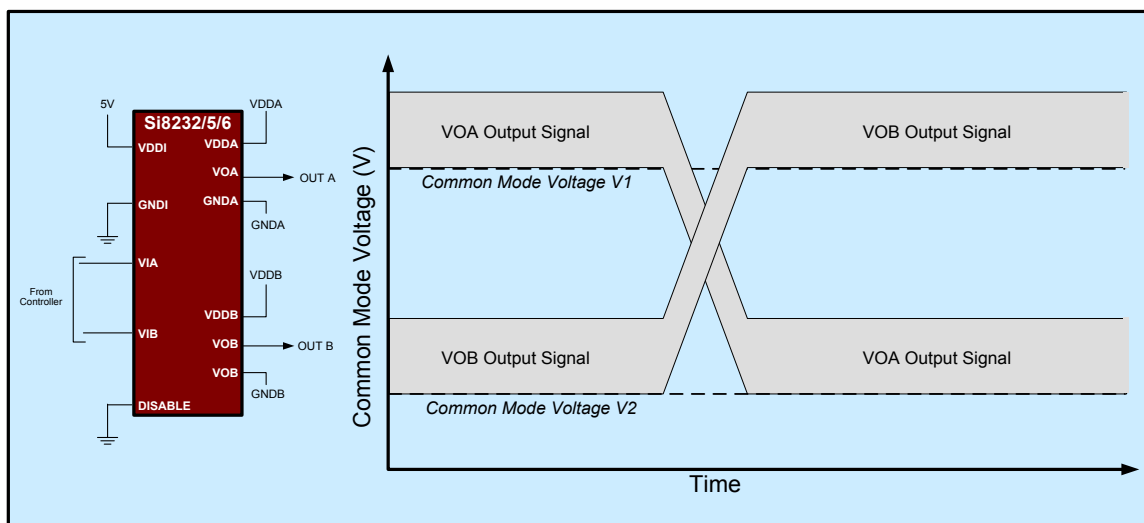 5V
VDDA
Si8232/5/6
VDDI
VDDA
VOA
OUT A
GNDI
GNDA
GNDA
VIA
From
Controller
VDDB
VDDB
VIB
VOB
OUT B
VOB
GNDB
DISABLE
Common Mode Voltage (V)
VOA Output Signal
VOB Output Signal
Common Mode Voltage V1
VOB Output Signal
VOA Output Signal
Common Mode Voltage V2
Time